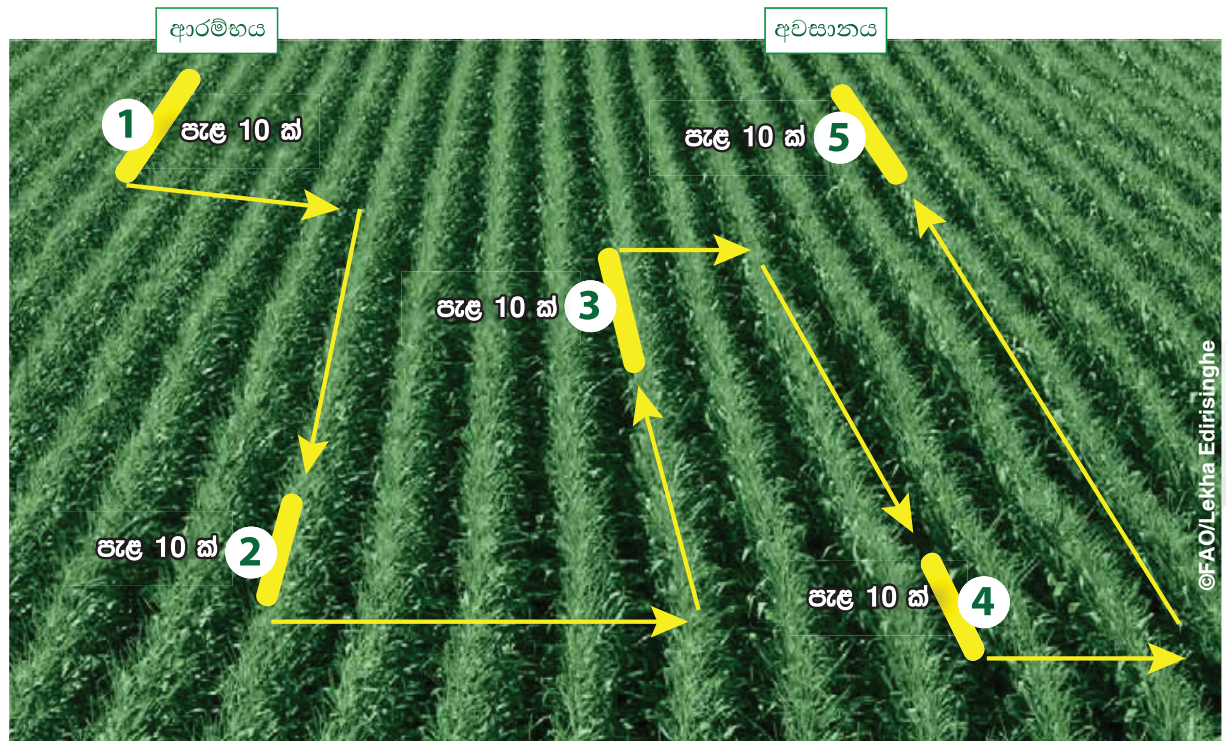 ආරම්භය
අවසානය
1 පැළ 10 ක්
පැළ 10 ක් 5
පැළ 10 ක් 3
පැළ 10 ක් 2
පැළ 10 ක් 4
©FAO/Lekha Edirisinghe